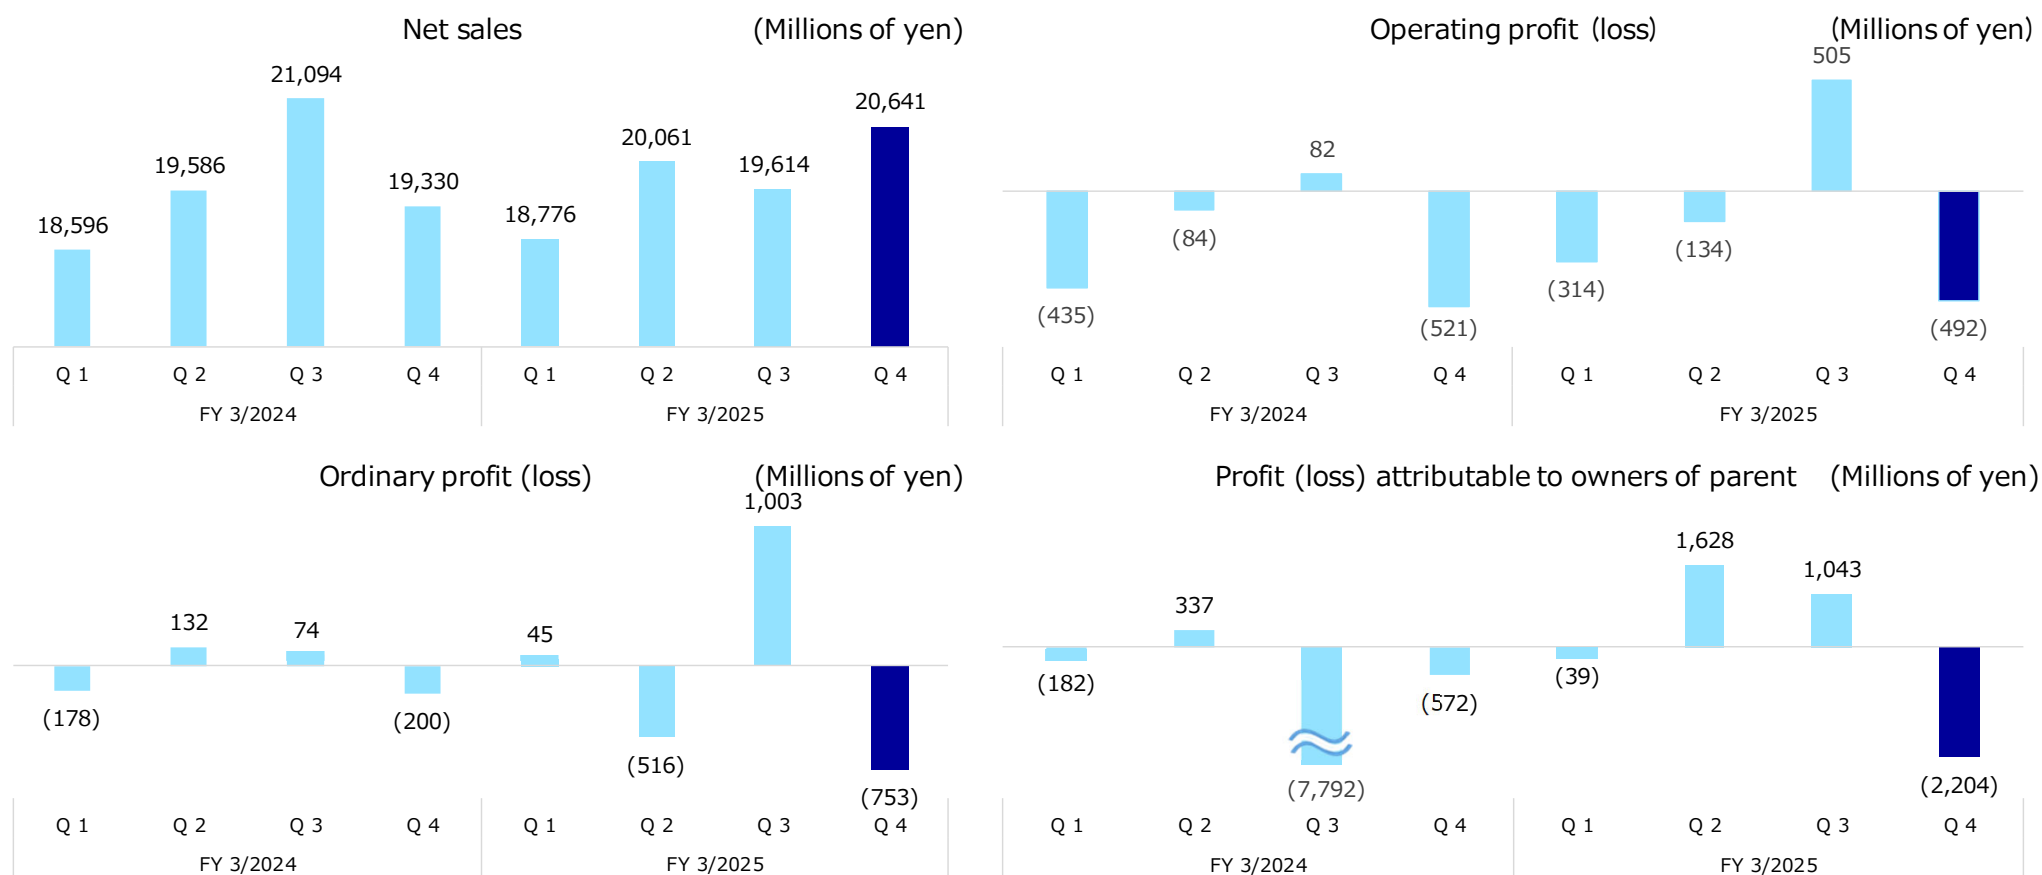 Net sales (Millions of yen)
18,596
19,586
21,094
19,330
18,776
20,061
19,614
20,641
Q 1 Q 2 Q 3 Q 4 Q 1 Q 2 Q 3 Q 4
FY 3/2024 FY 3/2025
Operating profit (loss) (Millions of yen)
(435)
(84)
82
(521)
(314)
(134)
505
(492)
Q 1 Q 2 Q 3 Q 4 Q 1 Q 2 Q 3 Q 4
FY 3/2024 FY 3/2025
Ordinary profit (loss) (Millions of yen)
(178)
132
74
(200)
45
(516)
1,003
(753)
Q 1 Q 2 Q 3 Q 4 Q 1 Q 2 Q 3 Q 4
FY 3/2024 FY 3/2025
Profit (loss) attributable to owners of parent (Millions of yen)
(182)
337
(7,792)
(572)
(39)
1,628
1,043
(2,204)
Q 1 Q 2 Q 3 Q 4 Q 1 Q 2 Q 3 Q 4
FY 3/2024 FY 3/2025